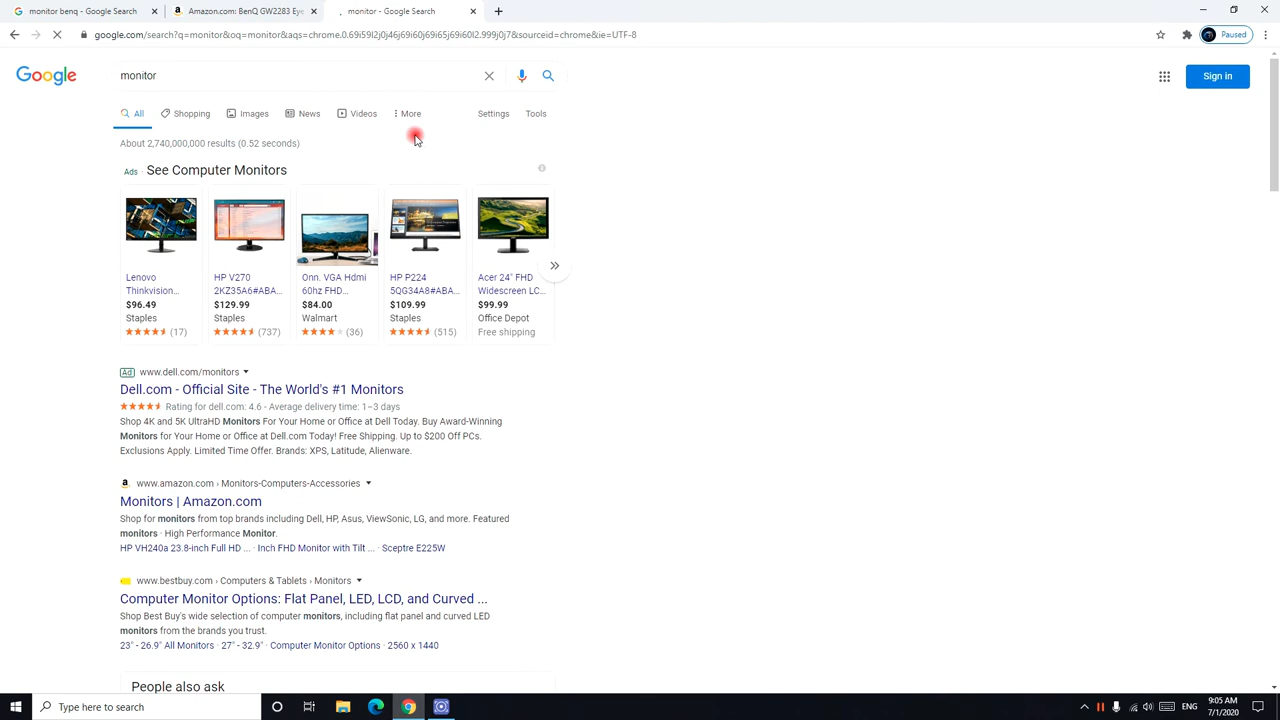 monitor benq - Google Search
Amazon.com: BenQ GW2283 Eye
monitor - Google Search
google.com/search?q=monitor&oq=monitor&aqs=chrome.0.69i59l2j0j46j69i60j69i65j69i60l2.999j0j7&sourceid=chrome&ie=UTF-8
Paused
Google
monitor
Sign in
All
Shopping
Images
News
Videos
More
Settings
Tools
About 2,740,000,000 results (0.52 seconds)
Ads · See Computer Monitors
Lenovo
Thinkvision...
$96.49
Staples
(17)
HP V270
2KZ35A6#ABA...
$129.99
Staples
(737)
Onn. VGA Hdmi
60hz FHD...
$84.00
Walmart
(36)
HP P224
5QG34A8#ABA...
$109.99
Staples
(515)
Acer 24" FHD
Widescreen LC...
$99.99
Office Depot
Free shipping
Ad www.dell.com/monitors
Dell.com - Official Site - The World's #1 Monitors
Rating for dell.com: 4.6 - Average delivery time: 1–3 days
Shop 4K and 5K UltraHD Monitors For Your Home or Office at Dell Today. Buy Award-Winning
Monitors for Your Home or Office at Dell.com Today! Free Shipping. Up to $200 Off PCs.
Exclusions Apply. Limited Time Offer. Brands: XPS, Latitude, Alienware.
www.amazon.com › Monitors-Computers-Accessories
Monitors | Amazon.com
Shop for monitors from top brands including Dell, HP, Asus, ViewSonic, LG, and more. Featured
monitors · High Performance Monitor.
HP VH240a 23.8-inch Full HD ... · Inch FHD Monitor with Tilt ... · Sceptre E225W
www.bestbuy.com › Computers & Tablets › Monitors
Computer Monitor Options: Flat Panel, LED, LCD, and Curved ...
Shop Best Buy's wide selection of computer monitors, including flat panel and curved LED
monitors from the brands you trust.
23" - 26.9" All Monitors · 27" - 32.9" · Computer Monitor Options · 2560 x 1440
People also ask
Type here to search
ENG
9:05 AM
7/1/2020